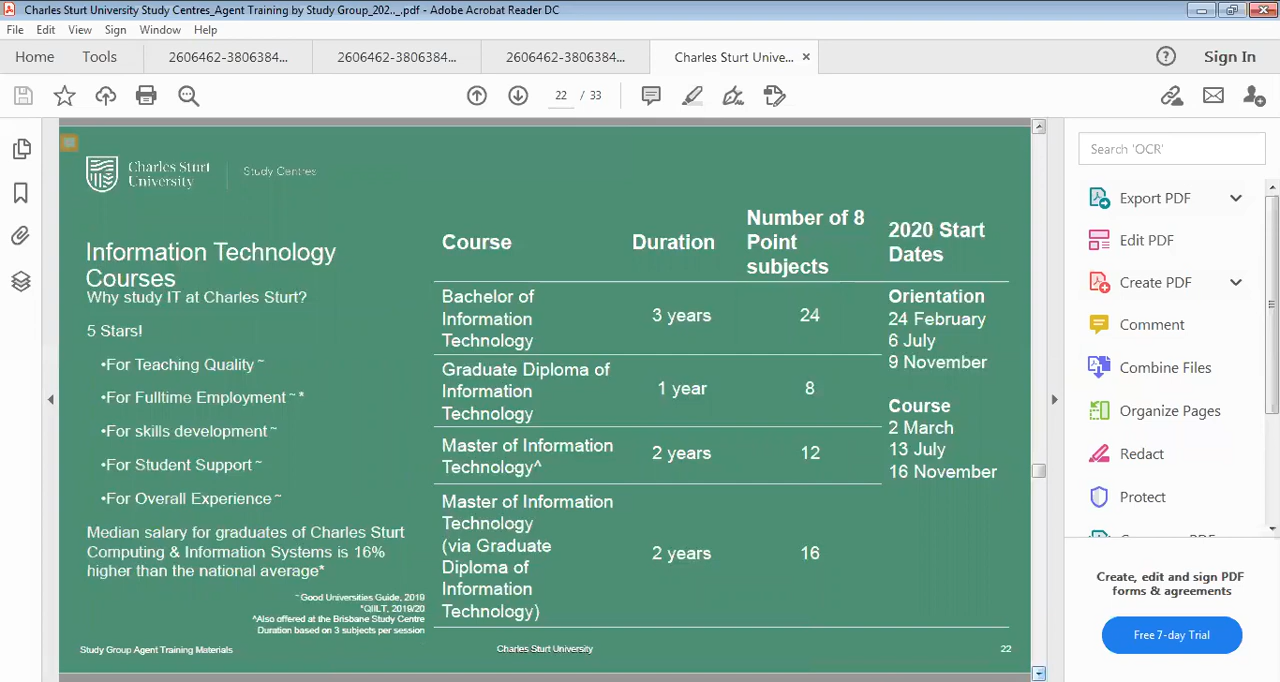 Charles Sturt University Study Centres_Agent Training by Study Group_202.._.pdf - Adobe Acrobat Reader DC
File Edit View Sign Window Help
Home Tools 2606462-3806384... 2606462-3806384... 2606462-3806384... Charles Sturt Unive... × Sign In
22 / 33
Charles Sturt
University
Study Centres
Information Technology
Courses
Why study IT at Charles Sturt?
5 Stars!
•For Teaching Quality ~
•For Fulltime Employment ~ *
•For skills development ~
•For Student Support ~
•For Overall Experience ~
Median salary for graduates of Charles Sturt
Computing & Information Systems is 16%
higher than the national average*
~Good Universities Guide, 2019
*QIILT, 2019/20
^Also offered at the Brisbane Study Centre
Duration based on 3 subjects per session
Course
Duration
Number of 8
Point
subjects
2020 Start
Dates
Bachelor of
Information
Technology
3 years
24
Graduate Diploma of
Information
Technology
1 year
8
Master of Information
Technology^
2 years
12
Master of Information
Technology
(via Graduate
Diploma of
Information
Technology)
2 years
16
Orientation
24 February
6 July
9 November
Course
2 March
13 July
16 November
Study Group Agent Training Materials
Charles Sturt University
22
Search 'OCR'
Export PDF
Edit PDF
Create PDF
Comment
Combine Files
Organize Pages
Redact
Protect
Create, edit and sign PDF
forms & agreements
Free 7-day Trial